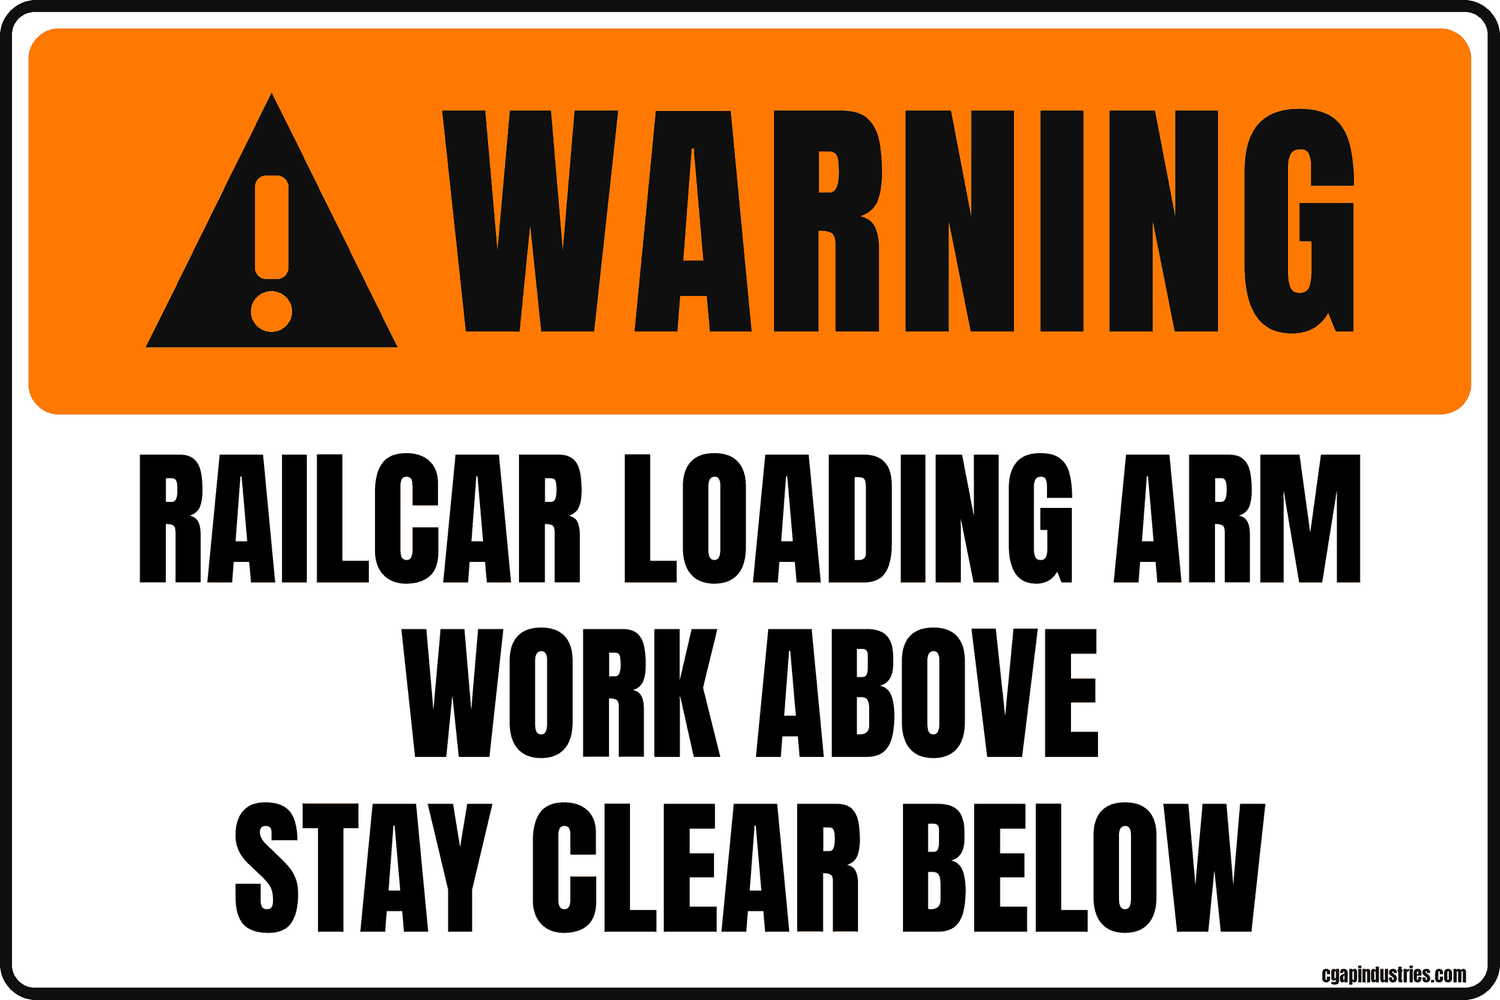 WARNING
RAILCAR LOADING ARM
WORK ABOVE
STAY CLEAR BELOW
cgapindustries.com